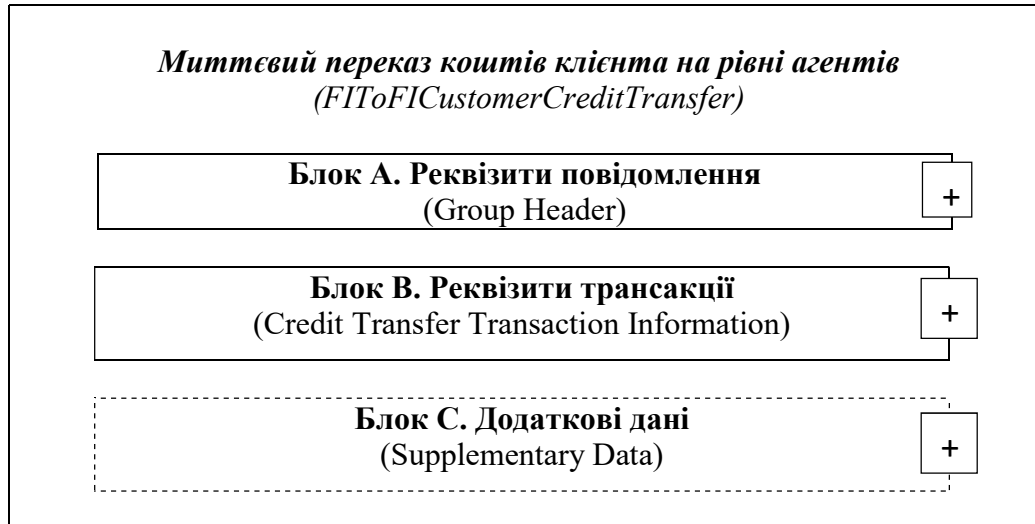 Миттєвий переказ коштів клієнта на рівні агентів
(FIToFICustomerCreditTransfer)
Блок А. Реквізити повідомлення
(Group Header)
+
Блок В. Реквізити трансакції
(Credit Transfer Transaction Information)
+
Блок С. Додаткові дані
(Supplementary Data)
+